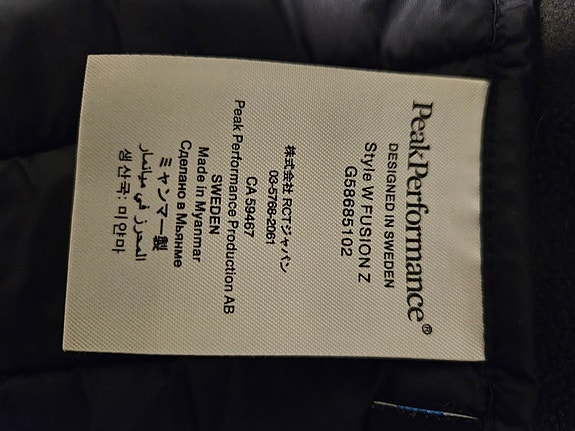 PeakPerformance®
DESIGNED IN SWEDEN
Style W FUSION Z
G58685102
株式会社 RCTジャパン
03-5768-2061
CA 59467
Peak Performance Production AB
SWEDEN
Made in Myanmar
Сделано в Мьянме
ミャンマー製
المحرز في ميانمار
생산국: 미얀마